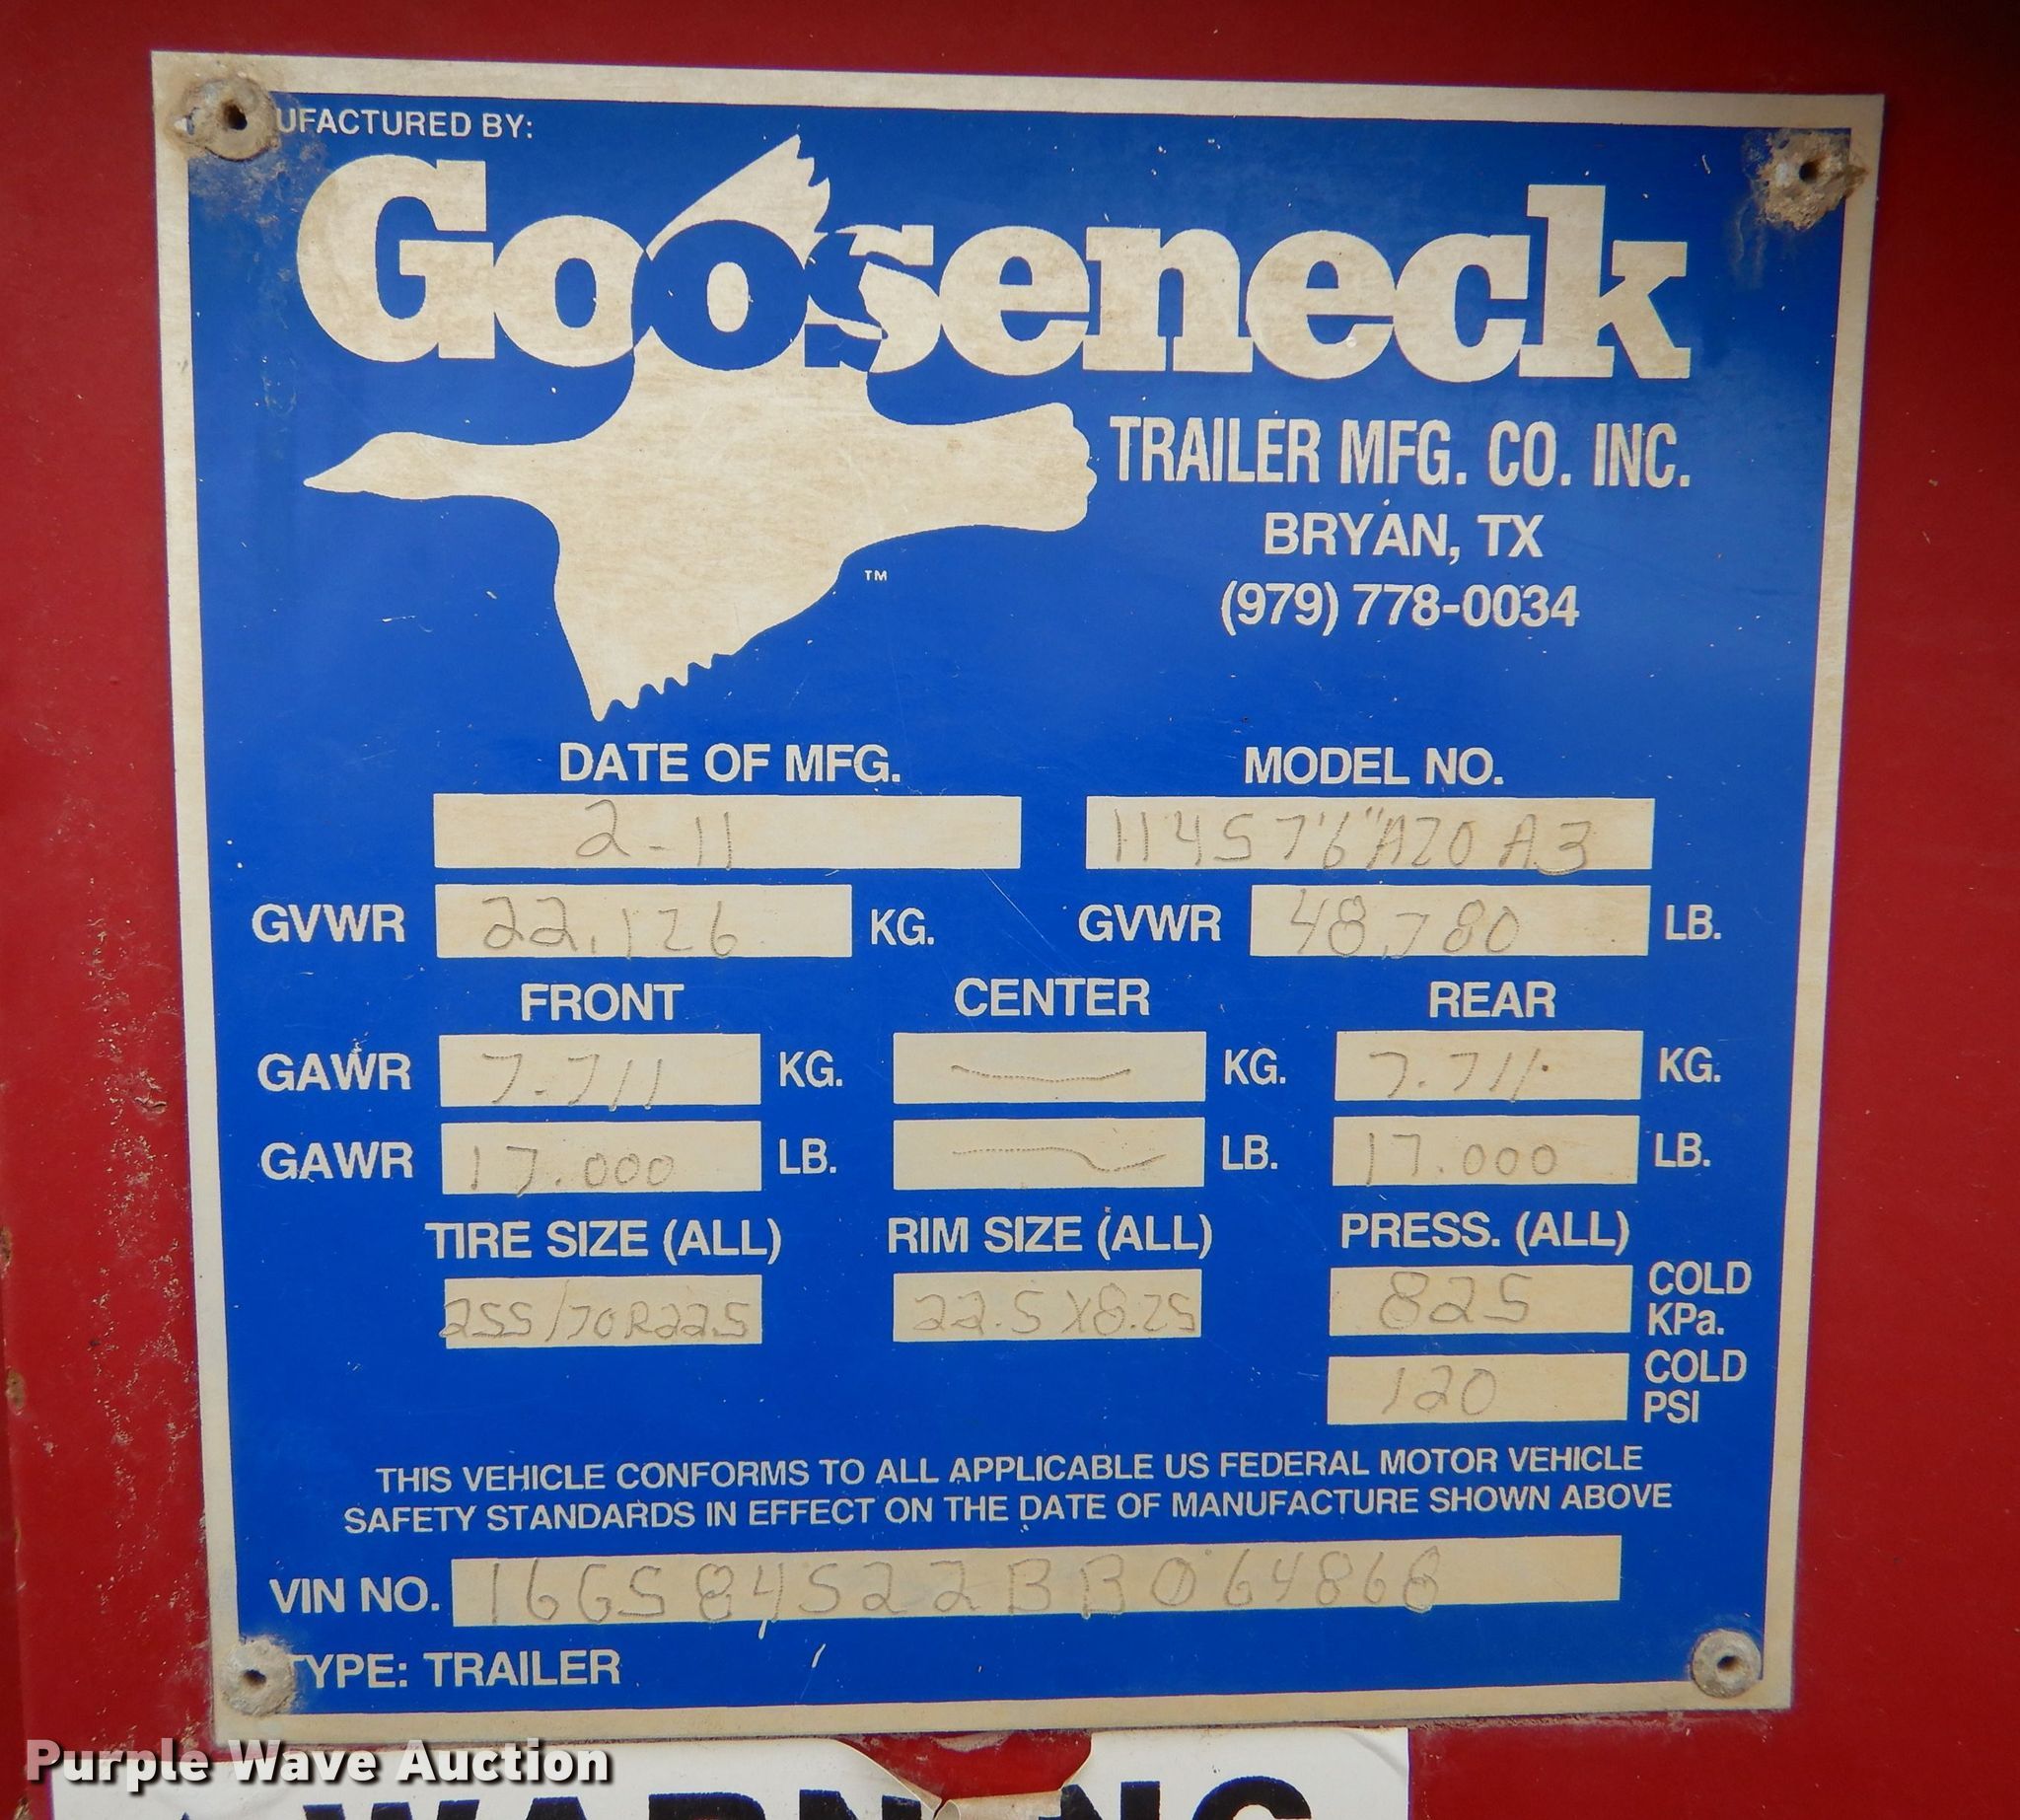 UFACTURED BY:
Gooseneck
TRAILER MFG. CO. INC.
BRYAN, TX
(979) 778-0034
TM
DATE OF MFG. MODEL NO.
2-11 114S7'6"A20A3
GVWR 22,126 KG. GVWR 48,780 LB.
FRONT CENTER REAR
GAWR 7.711 KG. KG. 7.711 KG.
GAWR 17.000 LB. LB. 17.000 LB.
TIRE SIZE (ALL) RIM SIZE (ALL) PRESS. (ALL)
255/70R22.5 22.5X8.25 825 COLD KPa.
120 COLD PSI
THIS VEHICLE CONFORMS TO ALL APPLICABLE US FEDERAL MOTOR VEHICLE
SAFETY STANDARDS IN EFFECT ON THE DATE OF MANUFACTURE SHOWN ABOVE
VIN NO. 16GS84S22BB064868
TYPE: TRAILER
Purple Wave Auction
WARNING